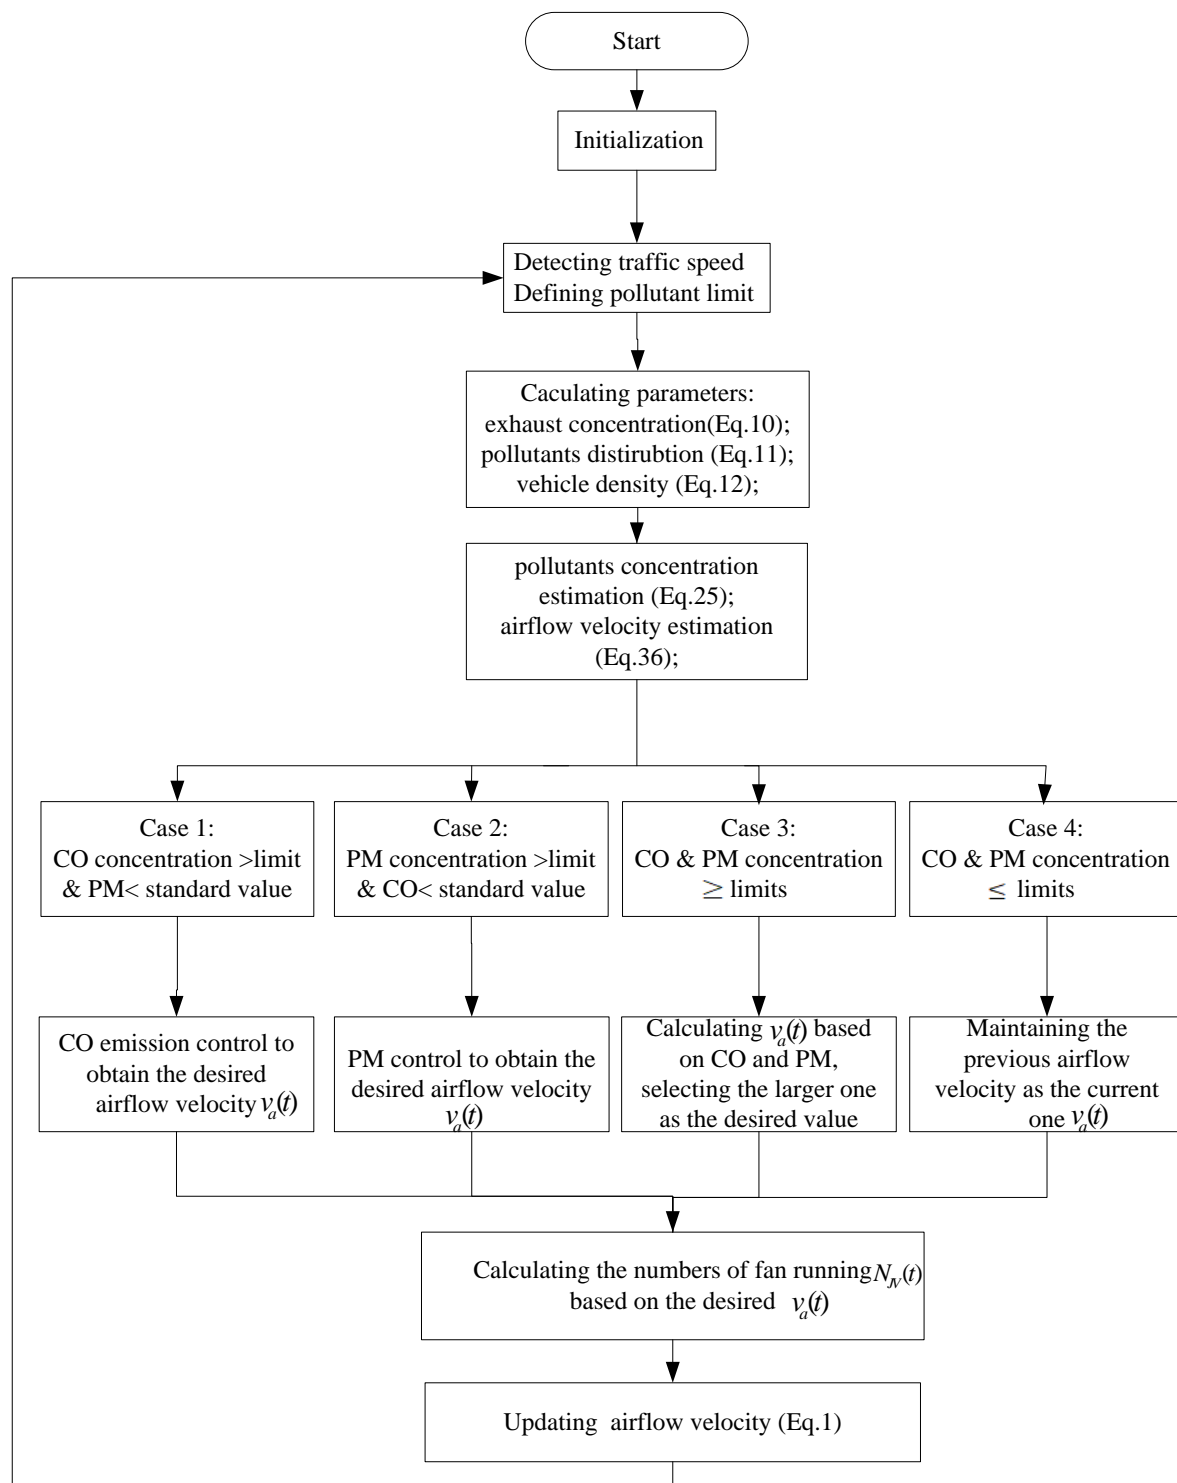 Start
Initialization
Detecting traffic speed
Defining pollutant limit
Caculating parameters:
exhaust concentration(Eq.10);
pollutants distirubtion (Eq.11);
vehicle density (Eq.12);
pollutants concentration
estimation (Eq.25);
airflow velocity estimation
(Eq.36);
Case 1:
CO concentration >limit
& PM< standard value
Case 2:
PM concentration >limit
& CO< standard value
Case 3:
CO & PM concentration
≥ limits
Case 4:
CO & PM concentration
≤ limits
CO emission control to
obtain the desired
airflow velocity v_a(t)
PM control to obtain the
desired airflow velocity
v_a(t)
Calculating v_a(t) based
on CO and PM,
selecting the larger one
as the desired value
Maintaining the
previous airflow
velocity as the current
one v_a(t)
Calculating the numbers of fan running N_JV(t)
based on the desired v_a(t)
Updating airflow velocity (Eq.1)